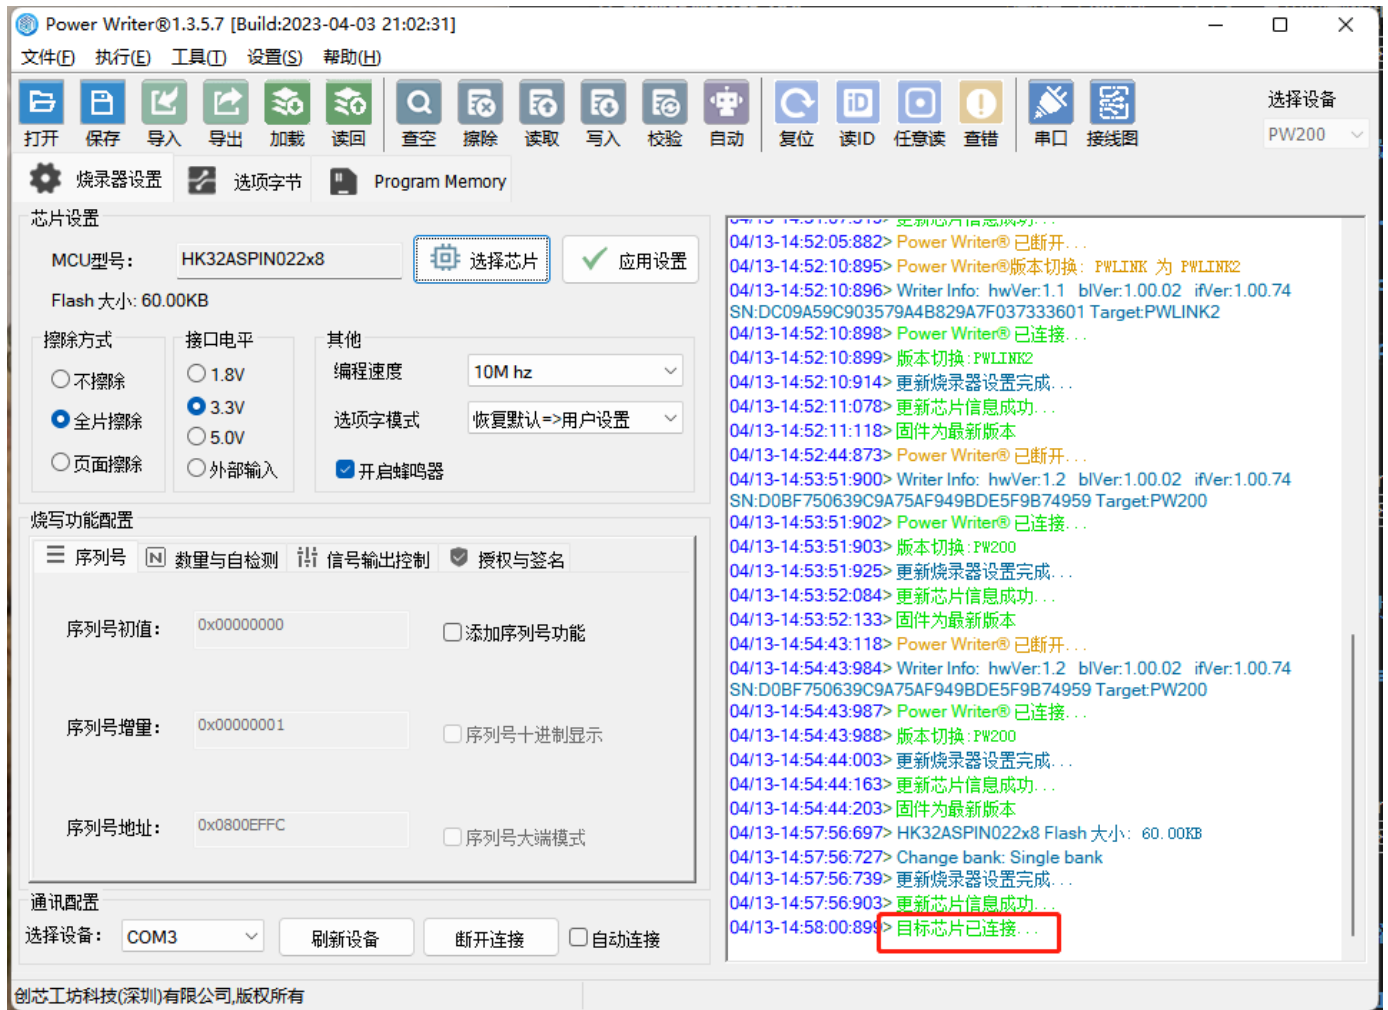 Power Writer®1.3.5.7 [Build:2023-04-03 21:02:31]
文件(F) 执行(E) 工具(T) 设置(S) 帮助(H)
打开 保存 导入 导出 加载 读回 查空 擦除 读取 写入 校验 自动 复位 读ID 任意读 查错 串口 接线图
选择设备
PW200
烧录器设置 选项字节 Program Memory
芯片设置
MCU型号: HK32ASPIN022x8 选择芯片 应用设置
Flash 大小: 60.00KB
擦除方式 接口电平 其他
不擦除
全片擦除
页面擦除
1.8V
3.3V
5.0V
外部输入
编程速度 10M hz
选项字模式 恢复默认=>用户设置
开启蜂鸣器
烧写功能配置
序列号 数量与自检测 信号输出控制 授权与签名
序列号初值: 0x00000000 添加序列号功能
序列号增量: 0x00000001 序列号十进制显示
序列号地址: 0x0800EFFC 序列号大端模式
通讯配置
选择设备: COM3 刷新设备 断开连接 自动连接
创芯工坊科技(深圳)有限公司,版权所有
04/13-14:51:07:513> 更新芯片信息成功...
04/13-14:52:05:882> Power Writer® 已断开...
04/13-14:52:10:895> Power Writer®版本切换: PWLINK 为 PWLINK2
04/13-14:52:10:896> Writer Info: hwVer:1.1 blVer:1.00.02 ifVer:1.00.74
SN:DC09A59C903579A4B829A7F037333601 Target:PWLINK2
04/13-14:52:10:898> Power Writer® 已连接...
04/13-14:52:10:899> 版本切换:PWLINK2
04/13-14:52:10:914> 更新烧录器设置完成...
04/13-14:52:11:078> 更新芯片信息成功...
04/13-14:52:11:118> 固件为最新版本
04/13-14:52:44:873> Power Writer® 已断开...
04/13-14:53:51:900> Writer Info: hwVer:1.2 blVer:1.00.02 ifVer:1.00.74
SN:D0BF750639C9A75AF949BDE5F9B74959 Target:PW200
04/13-14:53:51:902> Power Writer® 已连接...
04/13-14:53:51:903> 版本切换:PW200
04/13-14:53:51:925> 更新烧录器设置完成...
04/13-14:53:52:084> 更新芯片信息成功...
04/13-14:53:52:133> 固件为最新版本
04/13-14:54:43:118> Power Writer® 已断开...
04/13-14:54:43:984> Writer Info: hwVer:1.2 blVer:1.00.02 ifVer:1.00.74
SN:D0BF750639C9A75AF949BDE5F9B74959 Target:PW200
04/13-14:54:43:987> Power Writer® 已连接...
04/13-14:54:43:988> 版本切换:PW200
04/13-14:54:44:003> 更新烧录器设置完成...
04/13-14:54:44:163> 更新芯片信息成功...
04/13-14:54:44:203> 固件为最新版本
04/13-14:57:56:697> HK32ASPIN022x8 Flash 大小: 60.00KB
04/13-14:57:56:727> Change bank: Single bank
04/13-14:57:56:739> 更新烧录器设置完成...
04/13-14:57:56:903> 更新芯片信息成功...
04/13-14:58:00:899> 目标芯片已连接...